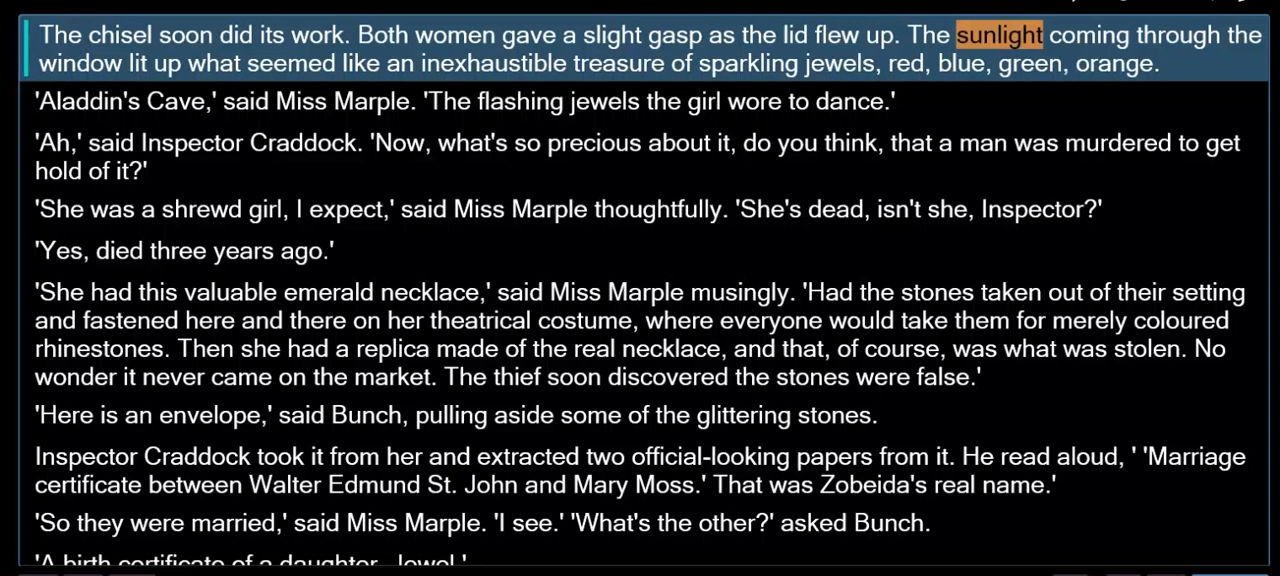 The chisel soon did its work. Both women gave a slight gasp as the lid flew up. The sunlight coming through the
window lit up what seemed like an inexhaustible treasure of sparkling jewels, red, blue, green, orange.
'Aladdin's Cave,' said Miss Marple. 'The flashing jewels the girl wore to dance.'
'Ah,' said Inspector Craddock. 'Now, what's so precious about it, do you think, that a man was murdered to get
hold of it?'
'She was a shrewd girl, I expect,' said Miss Marple thoughtfully. 'She's dead, isn't she, Inspector?'
'Yes, died three years ago.'
'She had this valuable emerald necklace,' said Miss Marple musingly. 'Had the stones taken out of their setting
and fastened here and there on her theatrical costume, where everyone would take them for merely coloured
rhinestones. Then she had a replica made of the real necklace, and that, of course, was what was stolen. No
wonder it never came on the market. The thief soon discovered the stones were false.'
'Here is an envelope,' said Bunch, pulling aside some of the glittering stones.
Inspector Craddock took it from her and extracted two official-looking papers from it. He read aloud, ' 'Marriage
certificate between Walter Edmund St. John and Mary Moss.' That was Zobeida's real name.'
'So they were married,' said Miss Marple. 'I see.' 'What's the other?' asked Bunch.
'A birth certificate of a daughter, Jewel.'